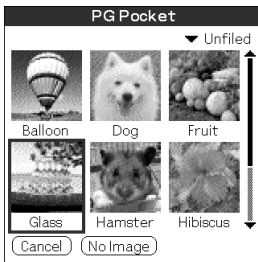 PG Pocket
Unfiled
Balloon Dog Fruit
Glass Hamster Hibiscus
Cancel No Image